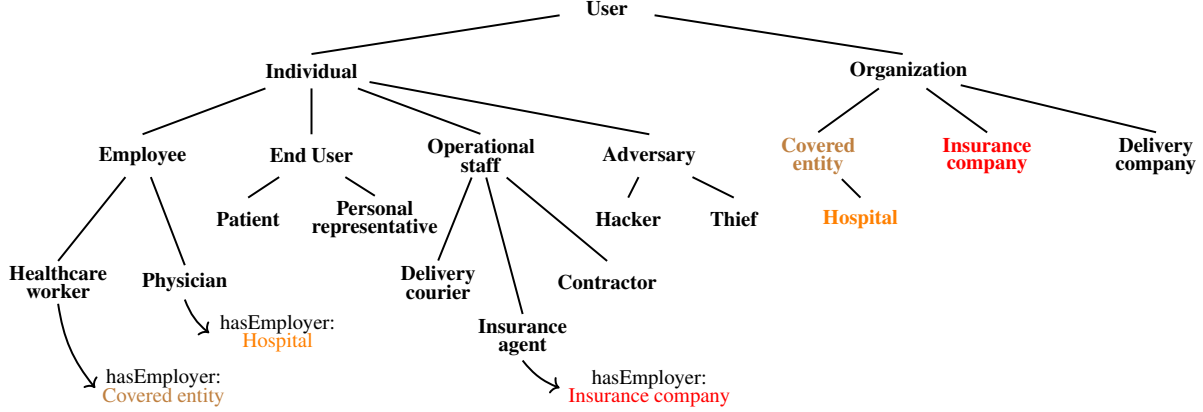 User
Individual
Organization
Employee
End User
Operational
staff
Adversary
Covered
entity
Insurance
company
Delivery
company
Patient
Personal
representative
Hacker
Thief
Hospital
Healthcare
worker
Physician
Delivery
courier
Contractor
Insurance
agent
hasEmployer:
Hospital
hasEmployer:
Covered entity
hasEmployer:
Insurance company